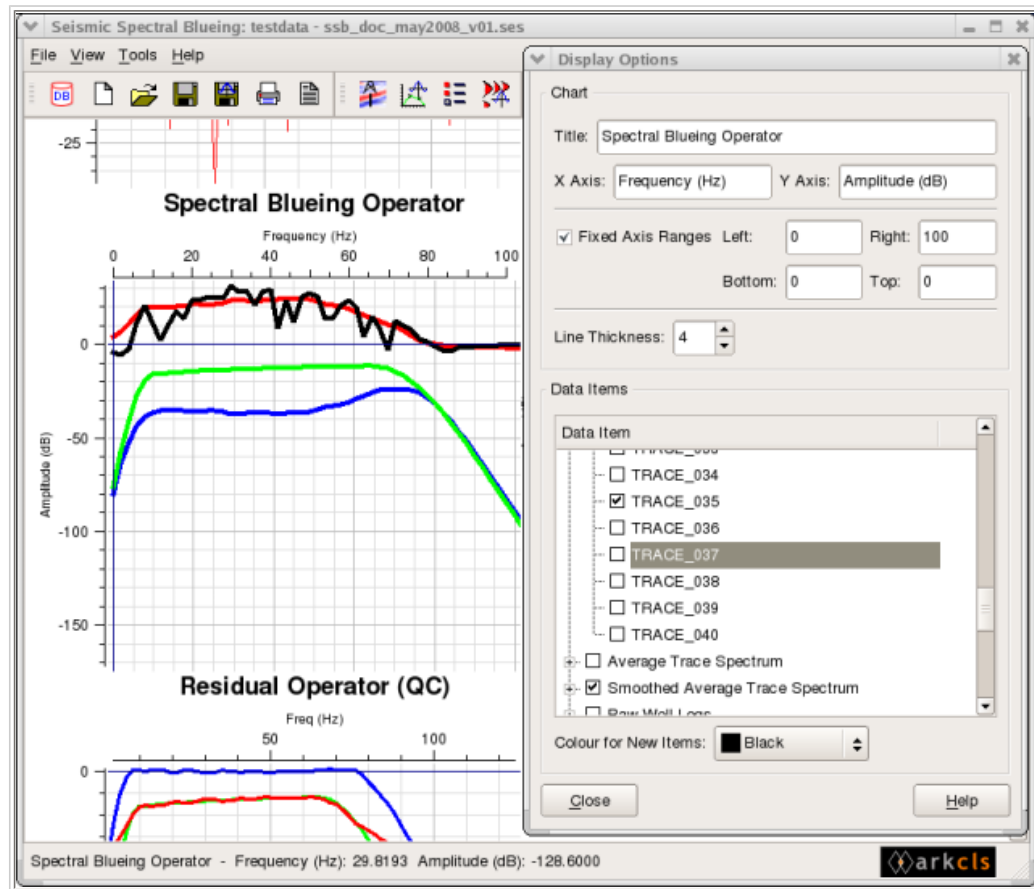 Seismic Spectral Blueing: testdata - ssb_doc_may2008_v01.ses
File View Tools Help
DB
-25
Spectral Blueing Operator
Frequency (Hz)
0 20 40 60 80 100
0
-50
-100
-150
Amplitude (dB)
Residual Operator (QC)
Freq (Hz)
50 100
0
Spectral Blueing Operator - Frequency (Hz): 29.8193 Amplitude (dB): -128.6000
arkcls
Display Options
Chart
Title: Spectral Blueing Operator
X Axis: Frequency (Hz) Y Axis: Amplitude (dB)
Fixed Axis Ranges Left: 0 Right: 100
Bottom: 0 Top: 0
Line Thickness: 4
Data Items
Data Item
TRACE_034
TRACE_035
TRACE_036
TRACE_037
TRACE_038
TRACE_039
TRACE_040
Average Trace Spectrum
Smoothed Average Trace Spectrum
Raw Well Logs
Colour for New Items: Black
Close Help